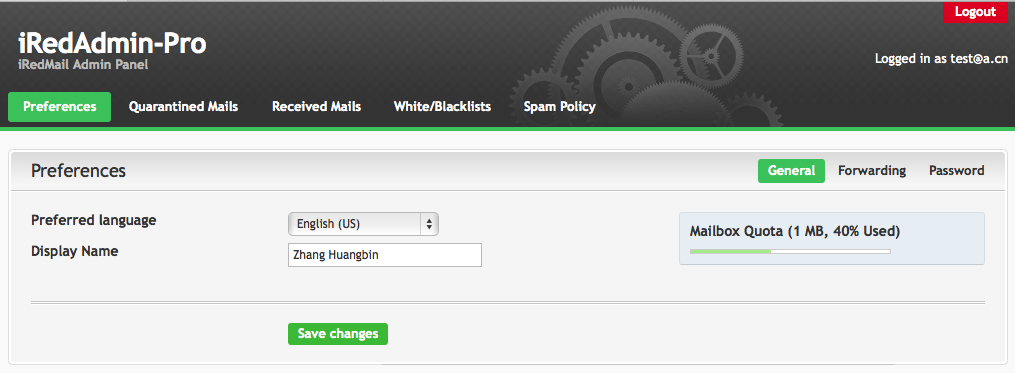 Logout
iRedAdmin-Pro
iRedMail Admin Panel
Logged in as test@a.cn
Preferences Quarantined Mails Received Mails White/Blacklists Spam Policy
Preferences General Forwarding Password
Preferred language English (US)
Mailbox Quota (1 MB, 40% Used)
Display Name Zhang Huangbin
Save changes